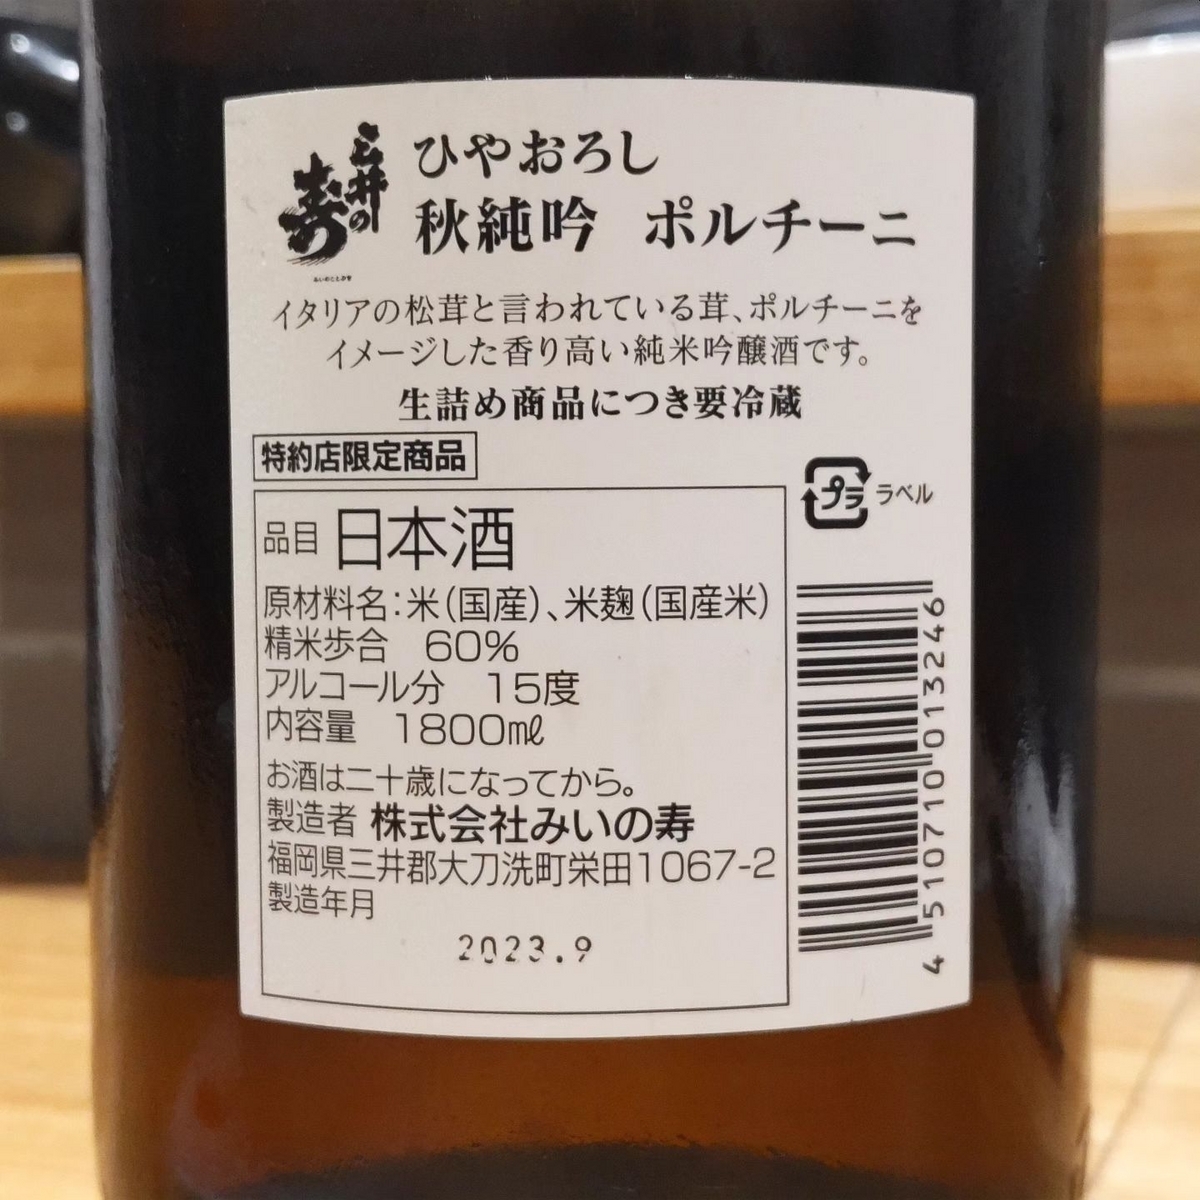 三井の寿
ひやおろし
秋純吟 ポルチーニ
イタリアの松茸と言われている茸、ポルチーニを
イメージした香り高い純米吟醸酒です。
生詰め商品につき要冷蔵
特約店限定商品
プラ ラベル
品目 日本酒
原材料名：米（国産）、米麹（国産米）
精米歩合 60%
アルコール分 15度
内容量 1800㎖
お酒は二十歳になってから。
製造者 株式会社みいの寿
福岡県三井郡大刀洗町栄田1067-2
製造年月
2023.9
4 510710 013246